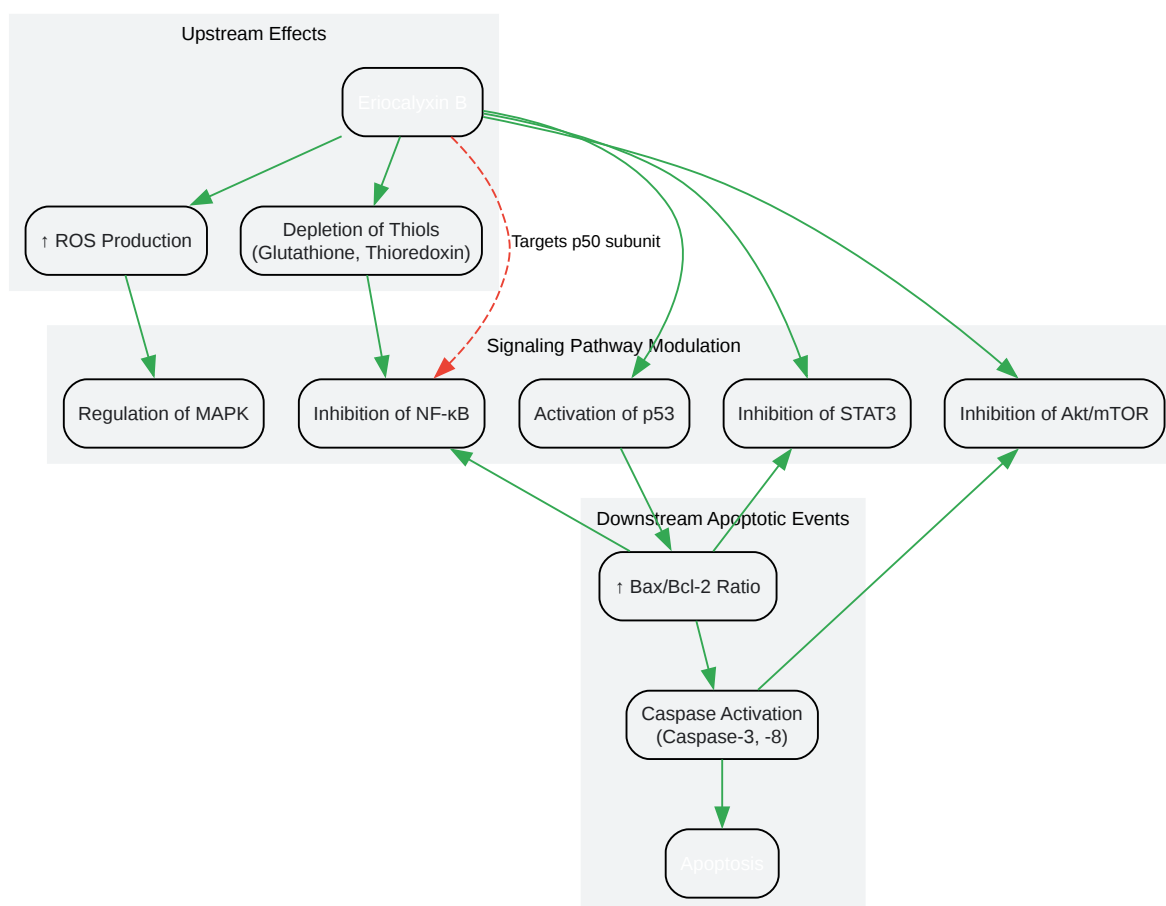 Upstream Effects
Eriocalyxin B
↑ ROS Production
Depletion of Thiols
(Glutathione, Thioredoxin)
Targets p50 subunit
Signaling Pathway Modulation
Regulation of MAPK
Inhibition of NF-κB
Activation of p53
Inhibition of STAT3
Inhibition of Akt/mTOR
Downstream Apoptotic Events
↑ Bax/Bcl-2 Ratio
Caspase Activation
(Caspase-3, -8)
Apoptosis